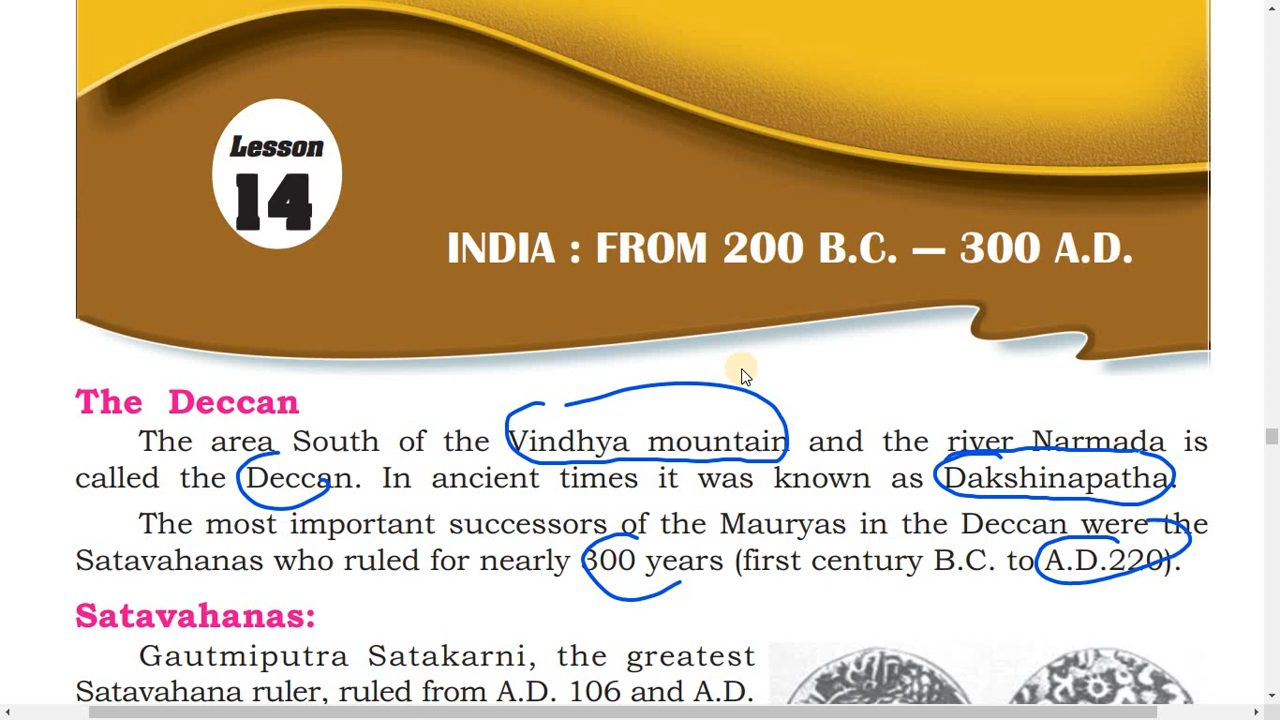 Lesson
14
INDIA : FROM 200 B.C. — 300 A.D.
The Deccan
The area South of the Vindhya mountain and the river Narmada is
called the Deccan. In ancient times it was known as Dakshinapatha.
The most important successors of the Mauryas in the Deccan were the
Satavahanas who ruled for nearly 300 years (first century B.C. to A.D.220).
Satavahanas:
Gautmiputra Satakarni, the greatest
Satavahana ruler, ruled from A.D. 106 and A.D.